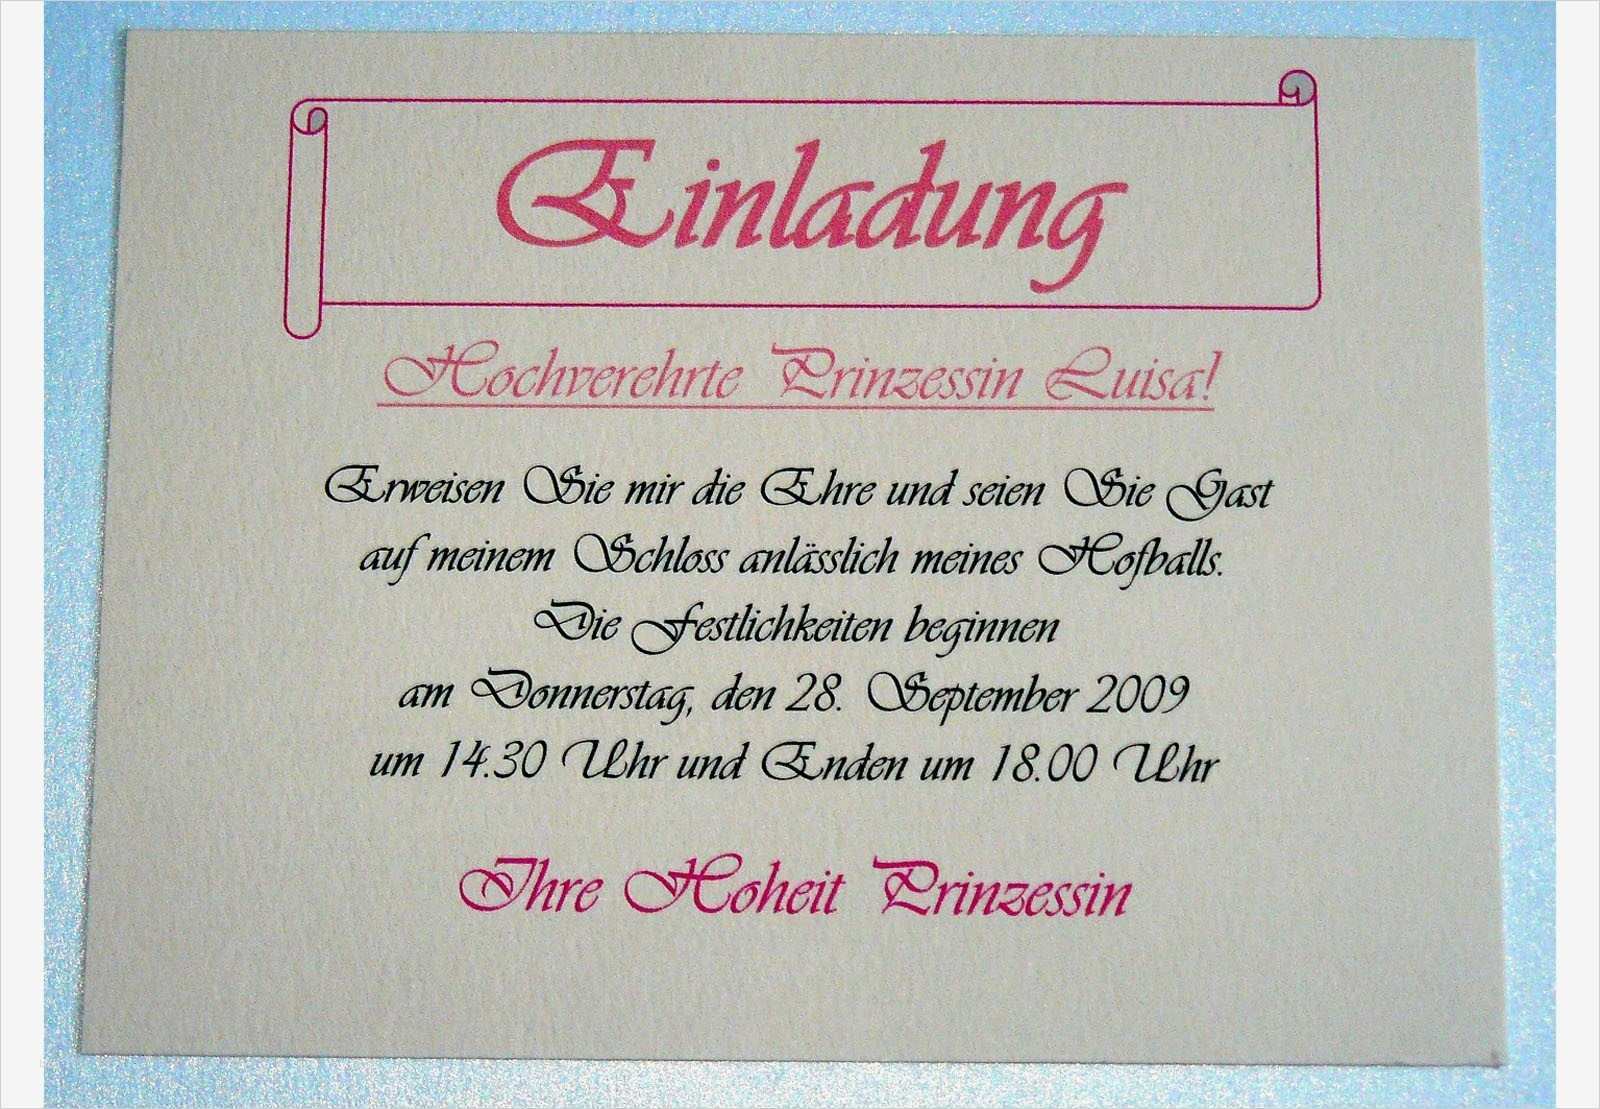 Einladung
Hochverehrte Prinzessin Luisa!
Erweisen Sie mir die Ehre und seien Sie Gast
auf meinem Schloss anlässlich meines Hofballs.
Die Festlichkeiten beginnen
am Donnerstag, den 28. September 2009
um 14.30 Uhr und Enden um 18.00 Uhr
Ihre Hoheit Prinzessin